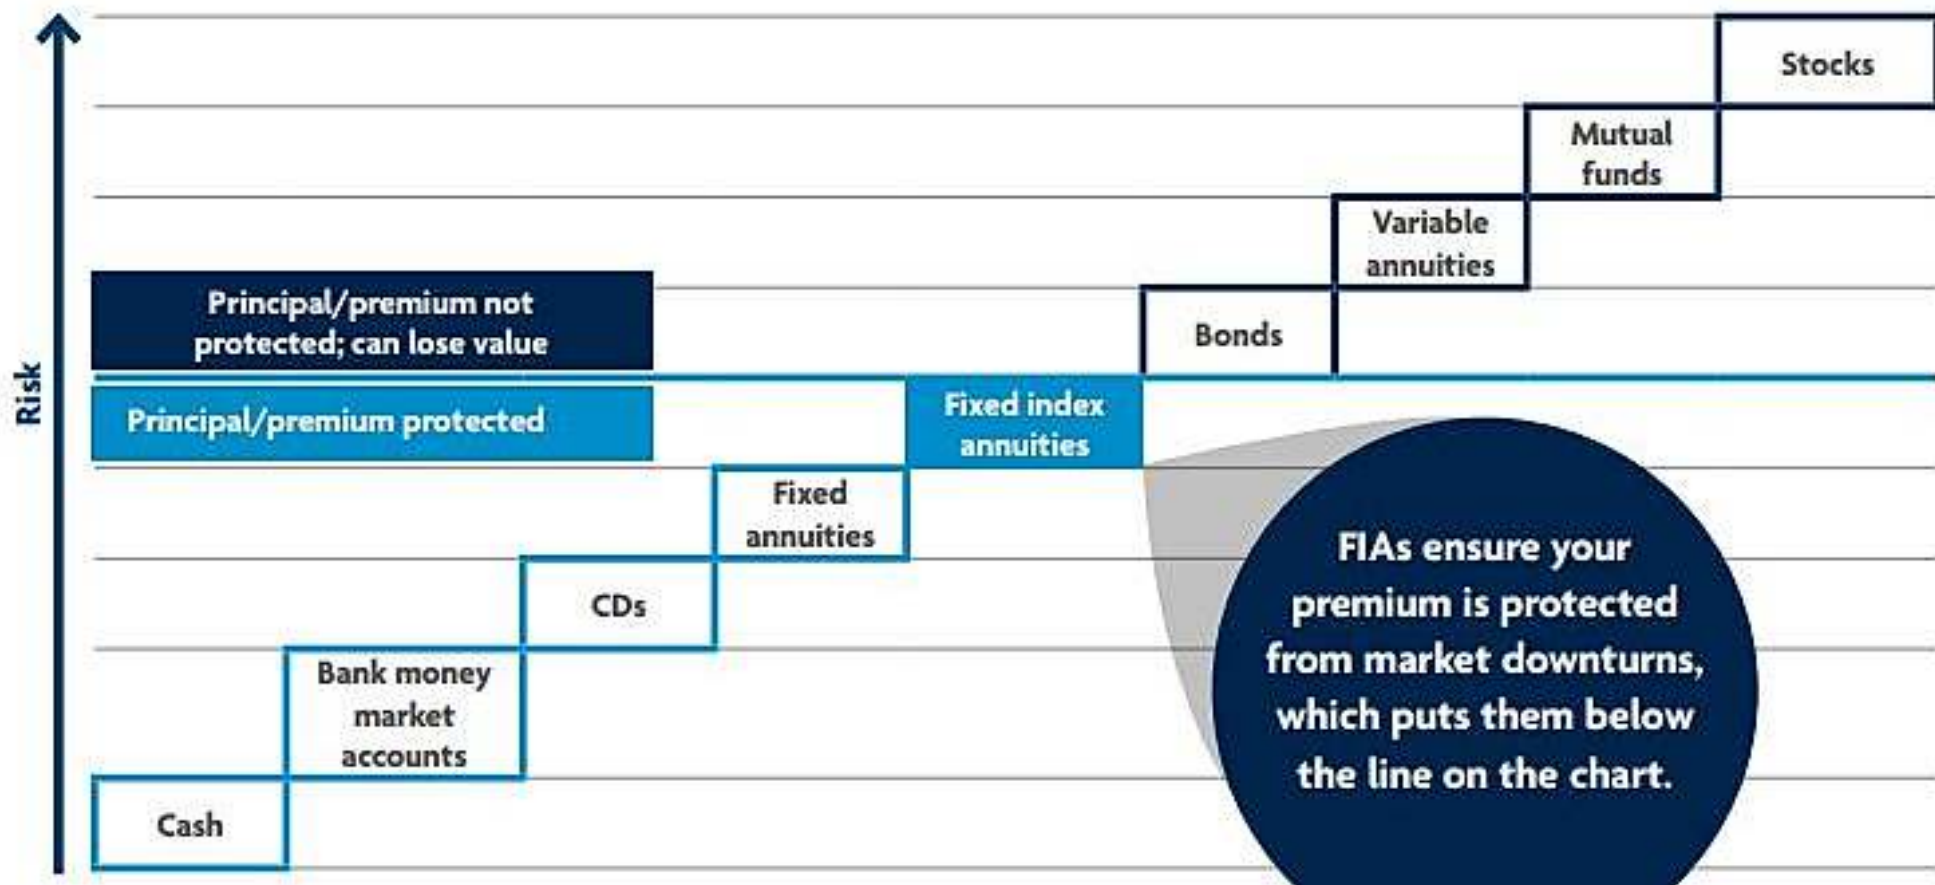 Stocks
Mutual
funds
Variable
annuities
Principal/premium not
protected; can lose value
Bonds
Risk
Principal/premium protected
Fixed index
annuities
Fixed
annuities
CDs
Bank money
market
accounts
Cash
FIAs ensure your
premium is protected
from market downturns,
which puts them below
the line on the chart.